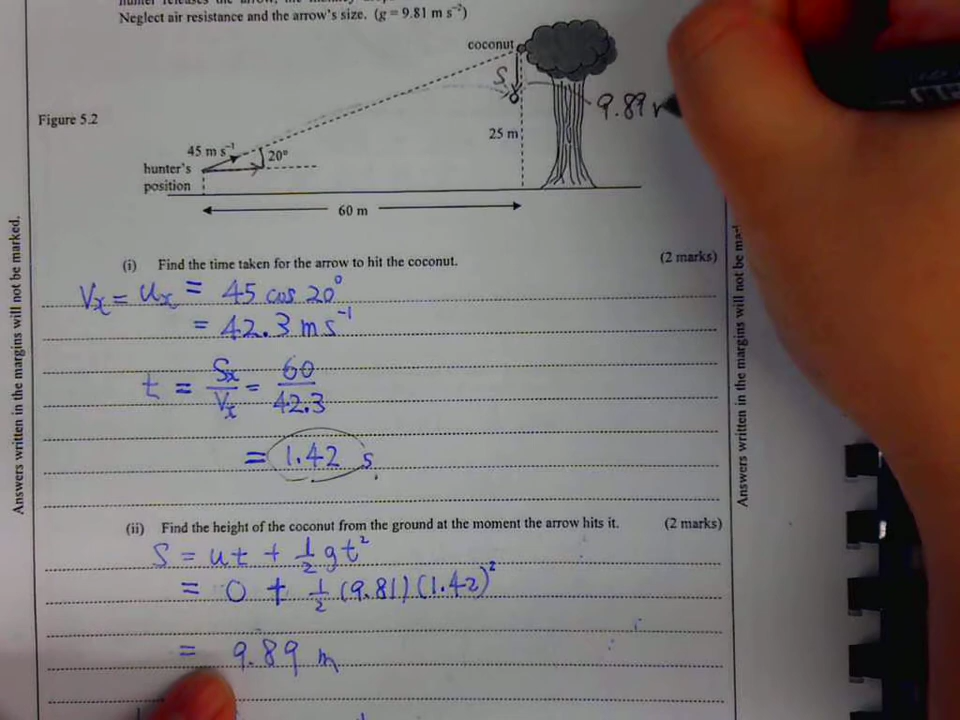 Neglect air resistance and the arrow's size. (g = 9.81 m s⁻²)
coconut
S
9.89
Figure 5.2
25 m
45 m s⁻¹
20°
hunter's
position
60 m
(i) Find the time taken for the arrow to hit the coconut. (2 marks)
Vx = Ux = 45 cos 20°
= 42.3 m s⁻¹
t = Sx/Vx = 60/42.3
= 1.42 s
(ii) Find the height of the coconut from the ground at the moment the arrow hits it. (2 marks)
S = ut + ½gt²
= 0 + ½ (9.81)(1.42)²
= 9.89 m
Answers written in the margins will not be marked.
Answers written in the margins will not be